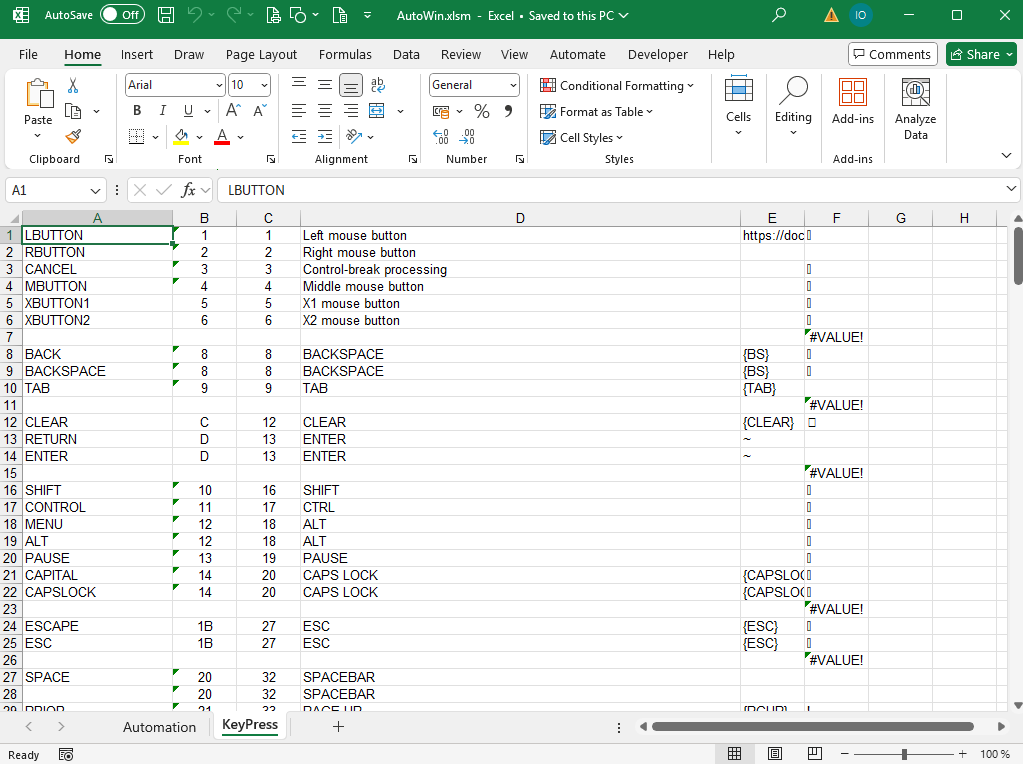 AutoSave Off AutoWin.xlsm - Excel • Saved to this PC IO
File Home Insert Draw Page Layout Formulas Data Review View Automate Developer Help Comments Share
Paste Arial 10 B I U A A A ab General % 9 .00 .00 Conditional Formatting Format as Table Cell Styles Cells Editing Add-ins Analyze Data
Clipboard Font Alignment Number Styles Add-ins
A1 fx LBUTTON
A B C D E F G H
1 LBUTTON 1 1 Left mouse button https://doc
2 RBUTTON 2 2 Right mouse button
3 CANCEL 3 3 Control-break processing
4 MBUTTON 4 4 Middle mouse button
5 XBUTTON1 5 5 X1 mouse button
6 XBUTTON2 6 6 X2 mouse button
7 #VALUE!
8 BACK 8 8 BACKSPACE {BS}
9 BACKSPACE 8 8 BACKSPACE {BS}
10 TAB 9 9 TAB {TAB}
11 #VALUE!
12 CLEAR C 12 CLEAR {CLEAR}
13 RETURN D 13 ENTER ~
14 ENTER D 13 ENTER ~
15 #VALUE!
16 SHIFT 10 16 SHIFT
17 CONTROL 11 17 CTRL
18 MENU 12 18 ALT
19 ALT 12 18 ALT
20 PAUSE 13 19 PAUSE
21 CAPITAL 14 20 CAPS LOCK {CAPSLO
22 CAPSLOCK 14 20 CAPS LOCK {CAPSLO
23 #VALUE!
24 ESCAPE 1B 27 ESC {ESC}
25 ESC 1B 27 ESC {ESC}
26 #VALUE!
27 SPACE 20 32 SPACEBAR
28 20 32 SPACEBAR
29 PRIOR 21 33 PAGE UP {PGUP} !
Automation KeyPress
Ready 100 %